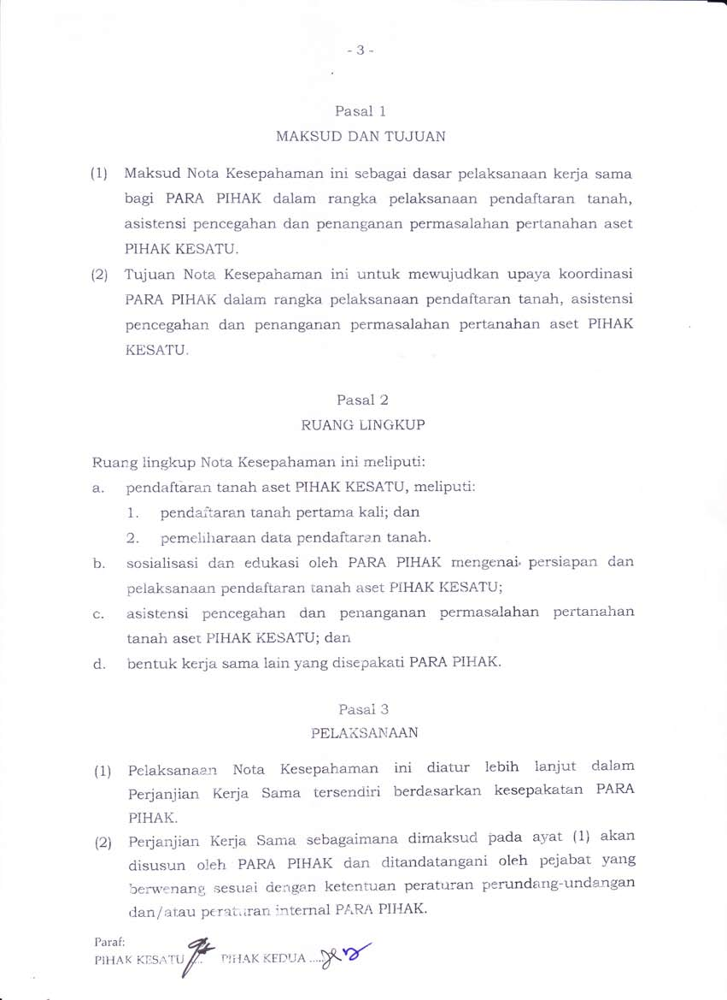 - 3 -
Pasal 1
MAKSUD DAN TUJUAN
(1) Maksud Nota Kesepahaman ini sebagai dasar pelaksanaan kerja sama
bagi PARA PIHAK dalam rangka pelaksanaan pendaftaran tanah,
asistensi pencegahan dan penanganan permasalahan pertanahan aset
PIHAK KESATU.
(2) Tujuan Nota Kesepahaman ini untuk mewujudkan upaya koordinasi
PARA PIHAK dalam rangka pelaksanaan pendaftaran tanah, asistensi
pencegahan dan penanganan permasalahan pertanahan aset PIHAK
KESATU.
Pasal 2
RUANG LINGKUP
Ruang lingkup Nota Kesepahaman ini meliputi:
a. pendaftaran tanah aset PIHAK KESATU, meliputi:
1. pendaftaran tanah pertama kali; dan
2. pemeliharaan data pendaftaran tanah.
b. sosialisasi dan edukasi oleh PARA PIHAK mengenai persiapan dan
pelaksanaan pendaftaran tanah aset PIHAK KESATU;
c. asistensi pencegahan dan penanganan permasalahan pertanahan
tanah aset PIHAK KESATU; dan
d. bentuk kerja sama lain yang disepakati PARA PIHAK.
Pasal 3
PELAKSANAAN
(1) Pelaksanaan Nota Kesepahaman ini diatur lebih lanjut dalam
Perjanjian Kerja Sama tersendiri berdasarkan kesepakatan PARA
PIHAK.
(2) Perjanjian Kerja Sama sebagaimana dimaksud pada ayat (1) akan
disusun oleh PARA PIHAK dan ditandatangani oleh pejabat yang
berwenang sesuai dengan ketentuan peraturan perundang-undangan
dan/atau peraturan internal PARA PIHAK.
Paraf:
PIHAK KESATU ... PIHAK KEDUA .....